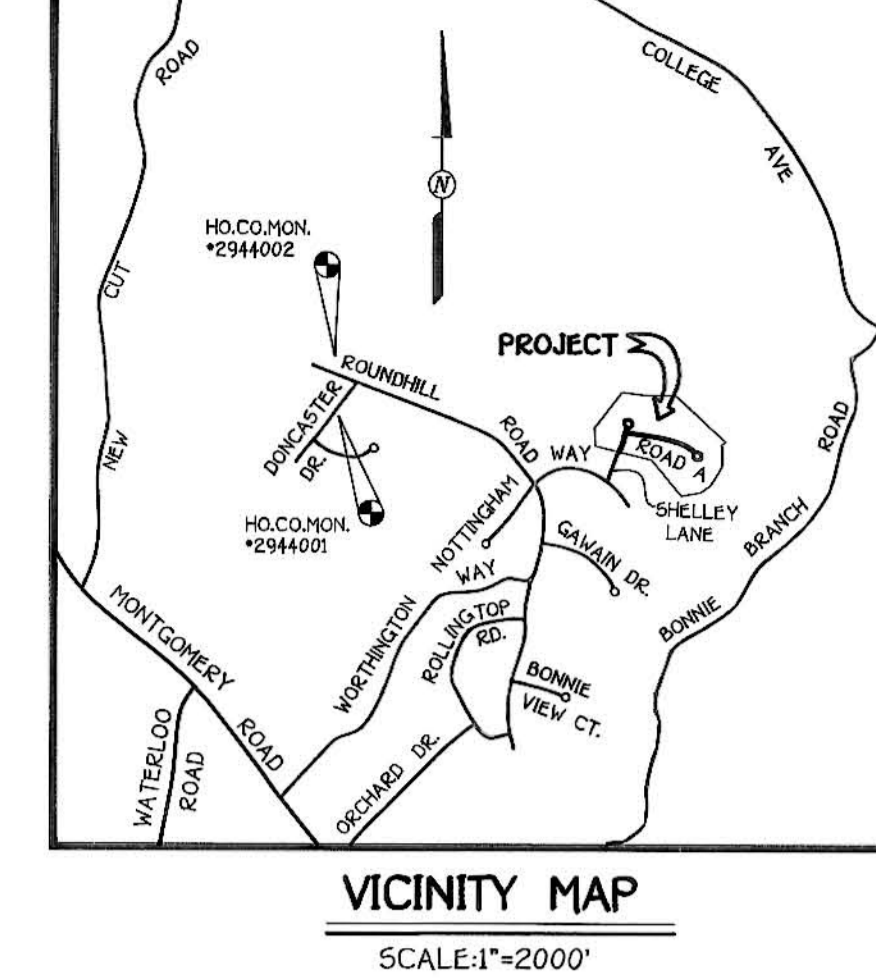 COLLEGE
AVE
ROAD
CUT
NEW
N
HO.CO.MON.
*2944002
PROJECT
ROUNDHILL
ROAD
DONCASTER
DR.
HO.CO.MON.
*2944001
WAY
ROAD A
SHELLEY
LANE
NOTTINGHAM
GAWAIN DR.
WAY
WORTHINGTON
ROLLINGTOP
RD.
BONNIE
VIEW CT.
BONNIE
BRANCH
ROAD
MONTGOMERY
ROAD
WATERLOO
ROAD
ORCHARD DR.
VICINITY MAP
SCALE:1"=2000'